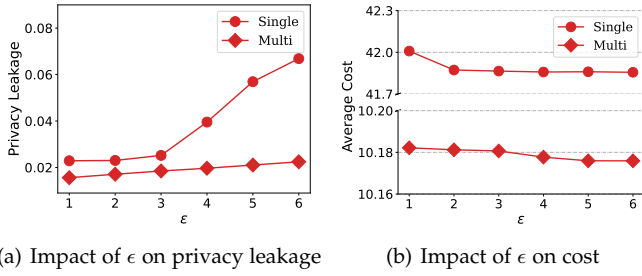 Single
Multi
0.08
0.06
0.04
0.02
Privacy Leakage
1 2 3 4 5 6
ε
(a) Impact of ϵ on privacy leakage
Single
Multi
42.3
42.0
41.7
10.20
10.18
10.16
Average Cost
1 2 3 4 5 6
ε
(b) Impact of ϵ on cost